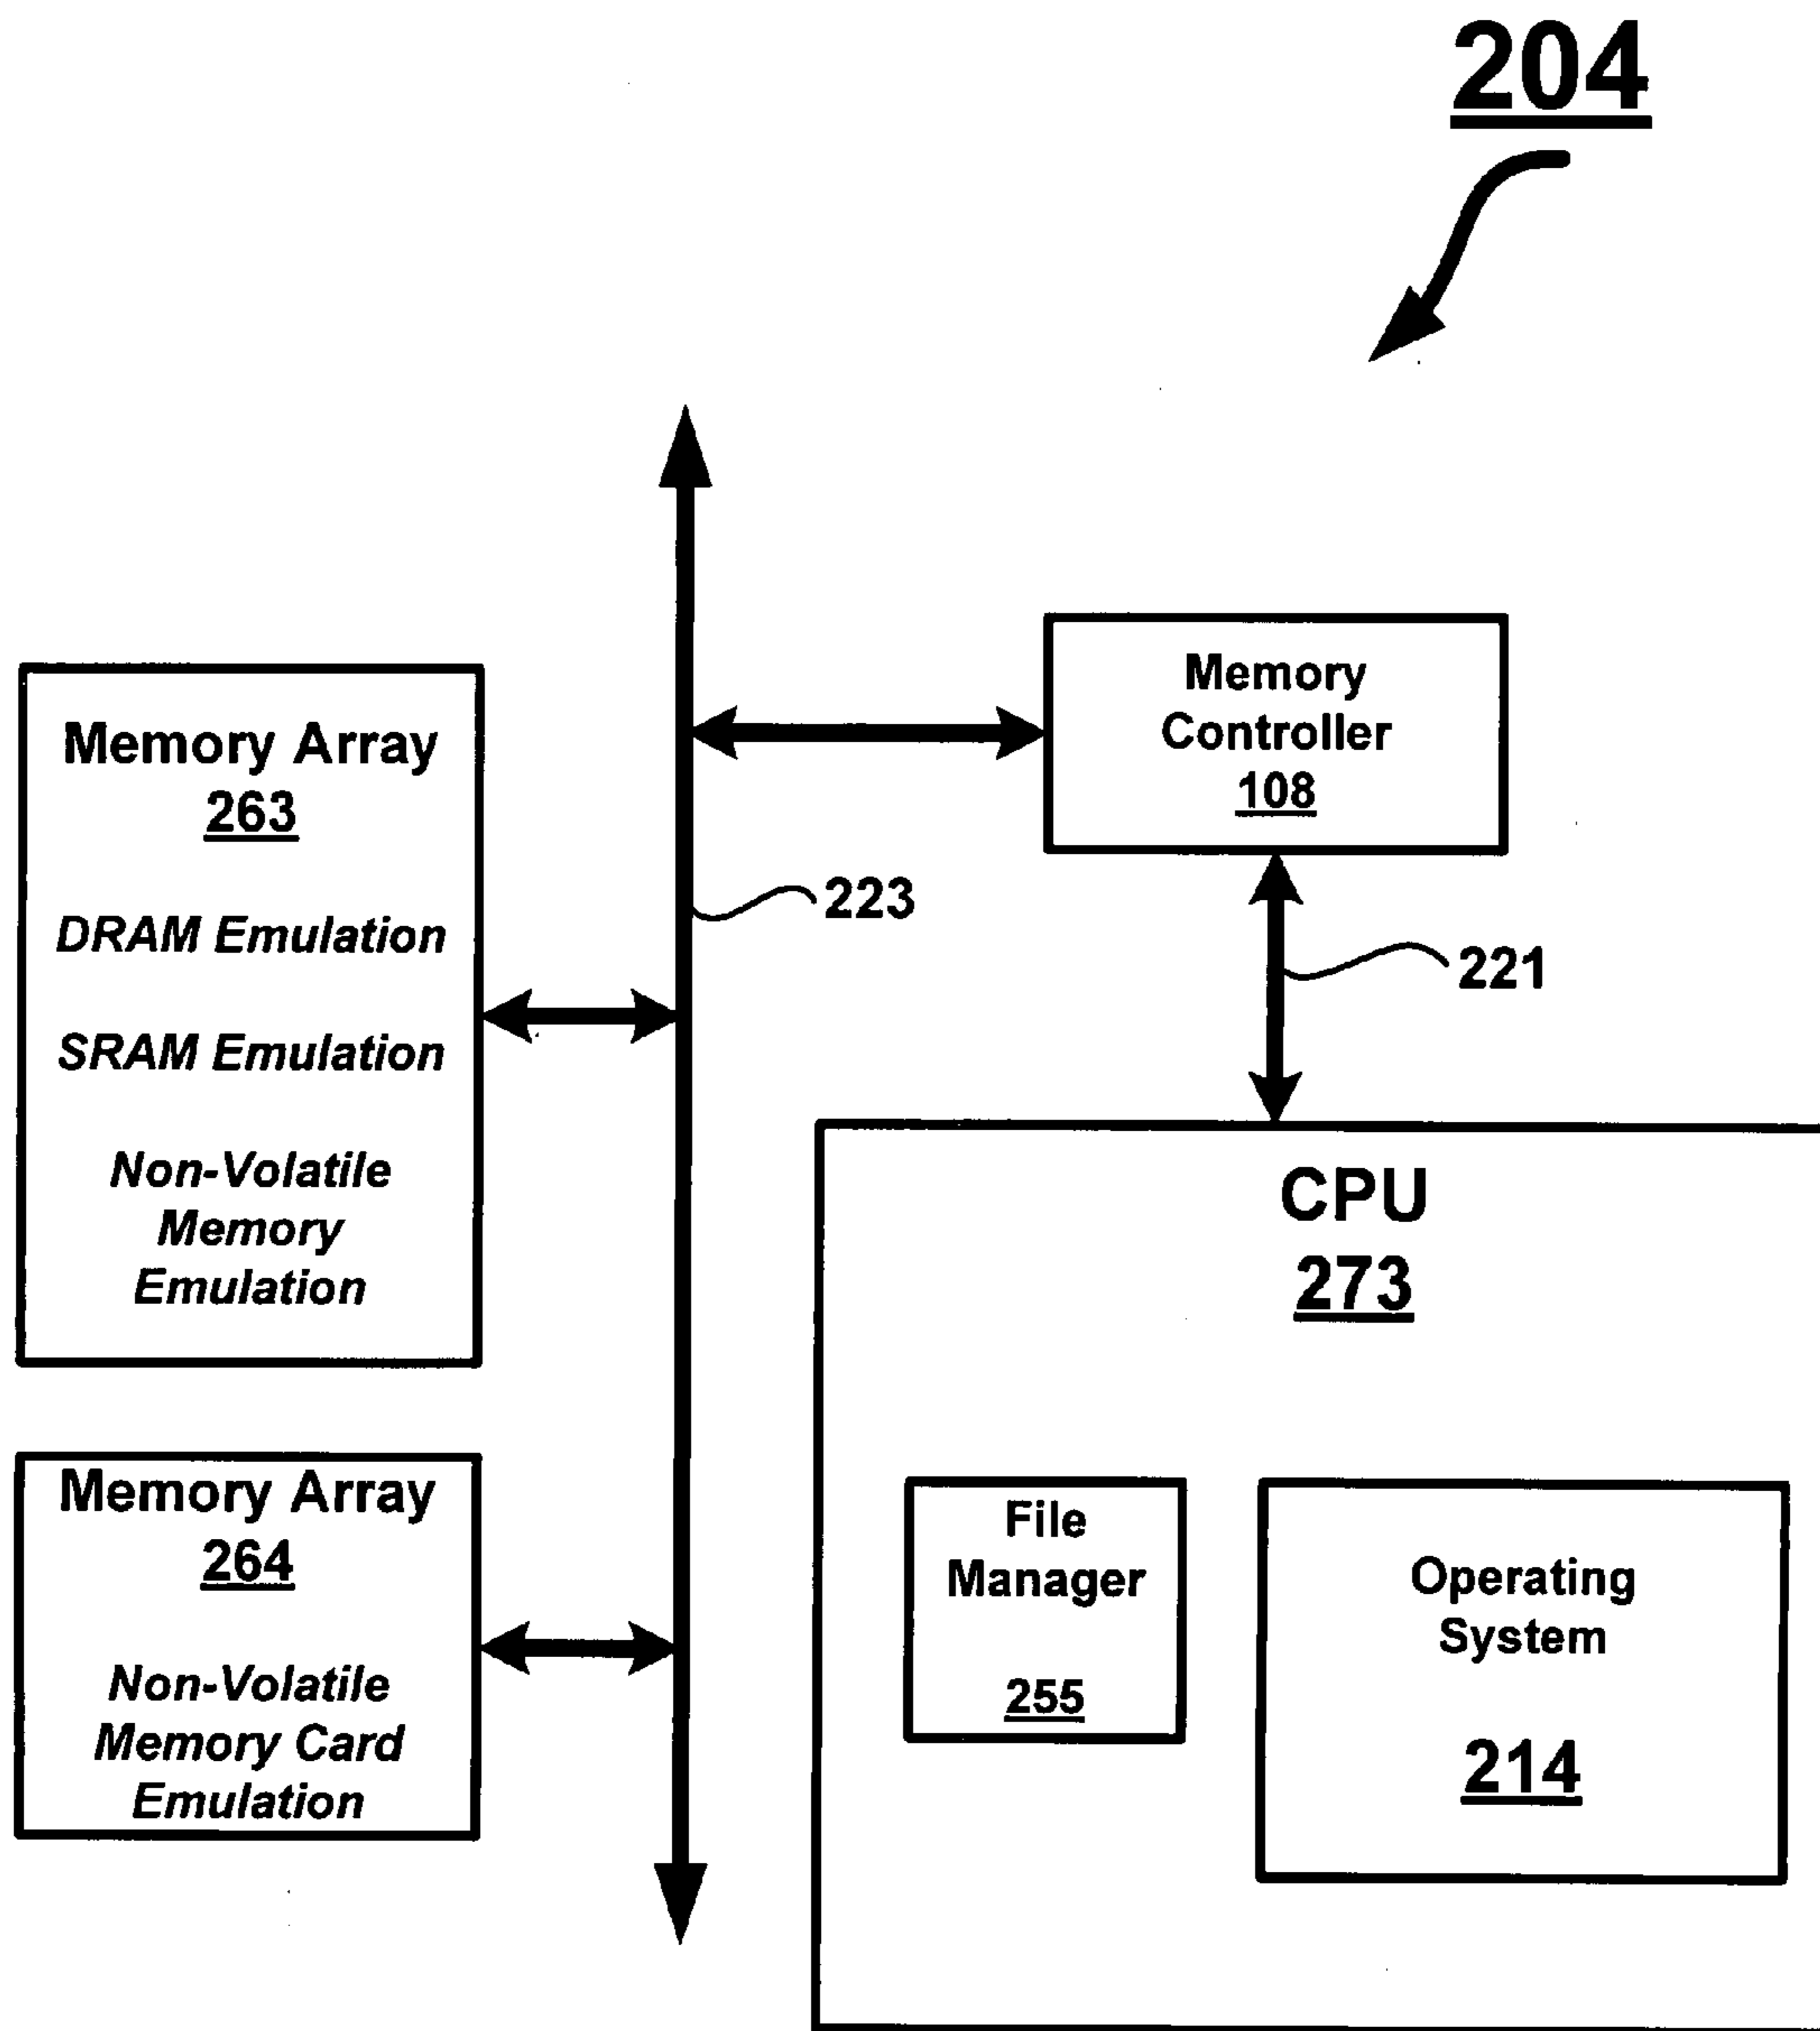 204
Memory
Controller
108
Memory Array
263
DRAM Emulation
SRAM Emulation
Non-Volatile
Memory
Emulation
223
221
CPU
273
Memory Array
264
Non-Volatile
Memory Card
Emulation
File
Manager
255
Operating
System
214